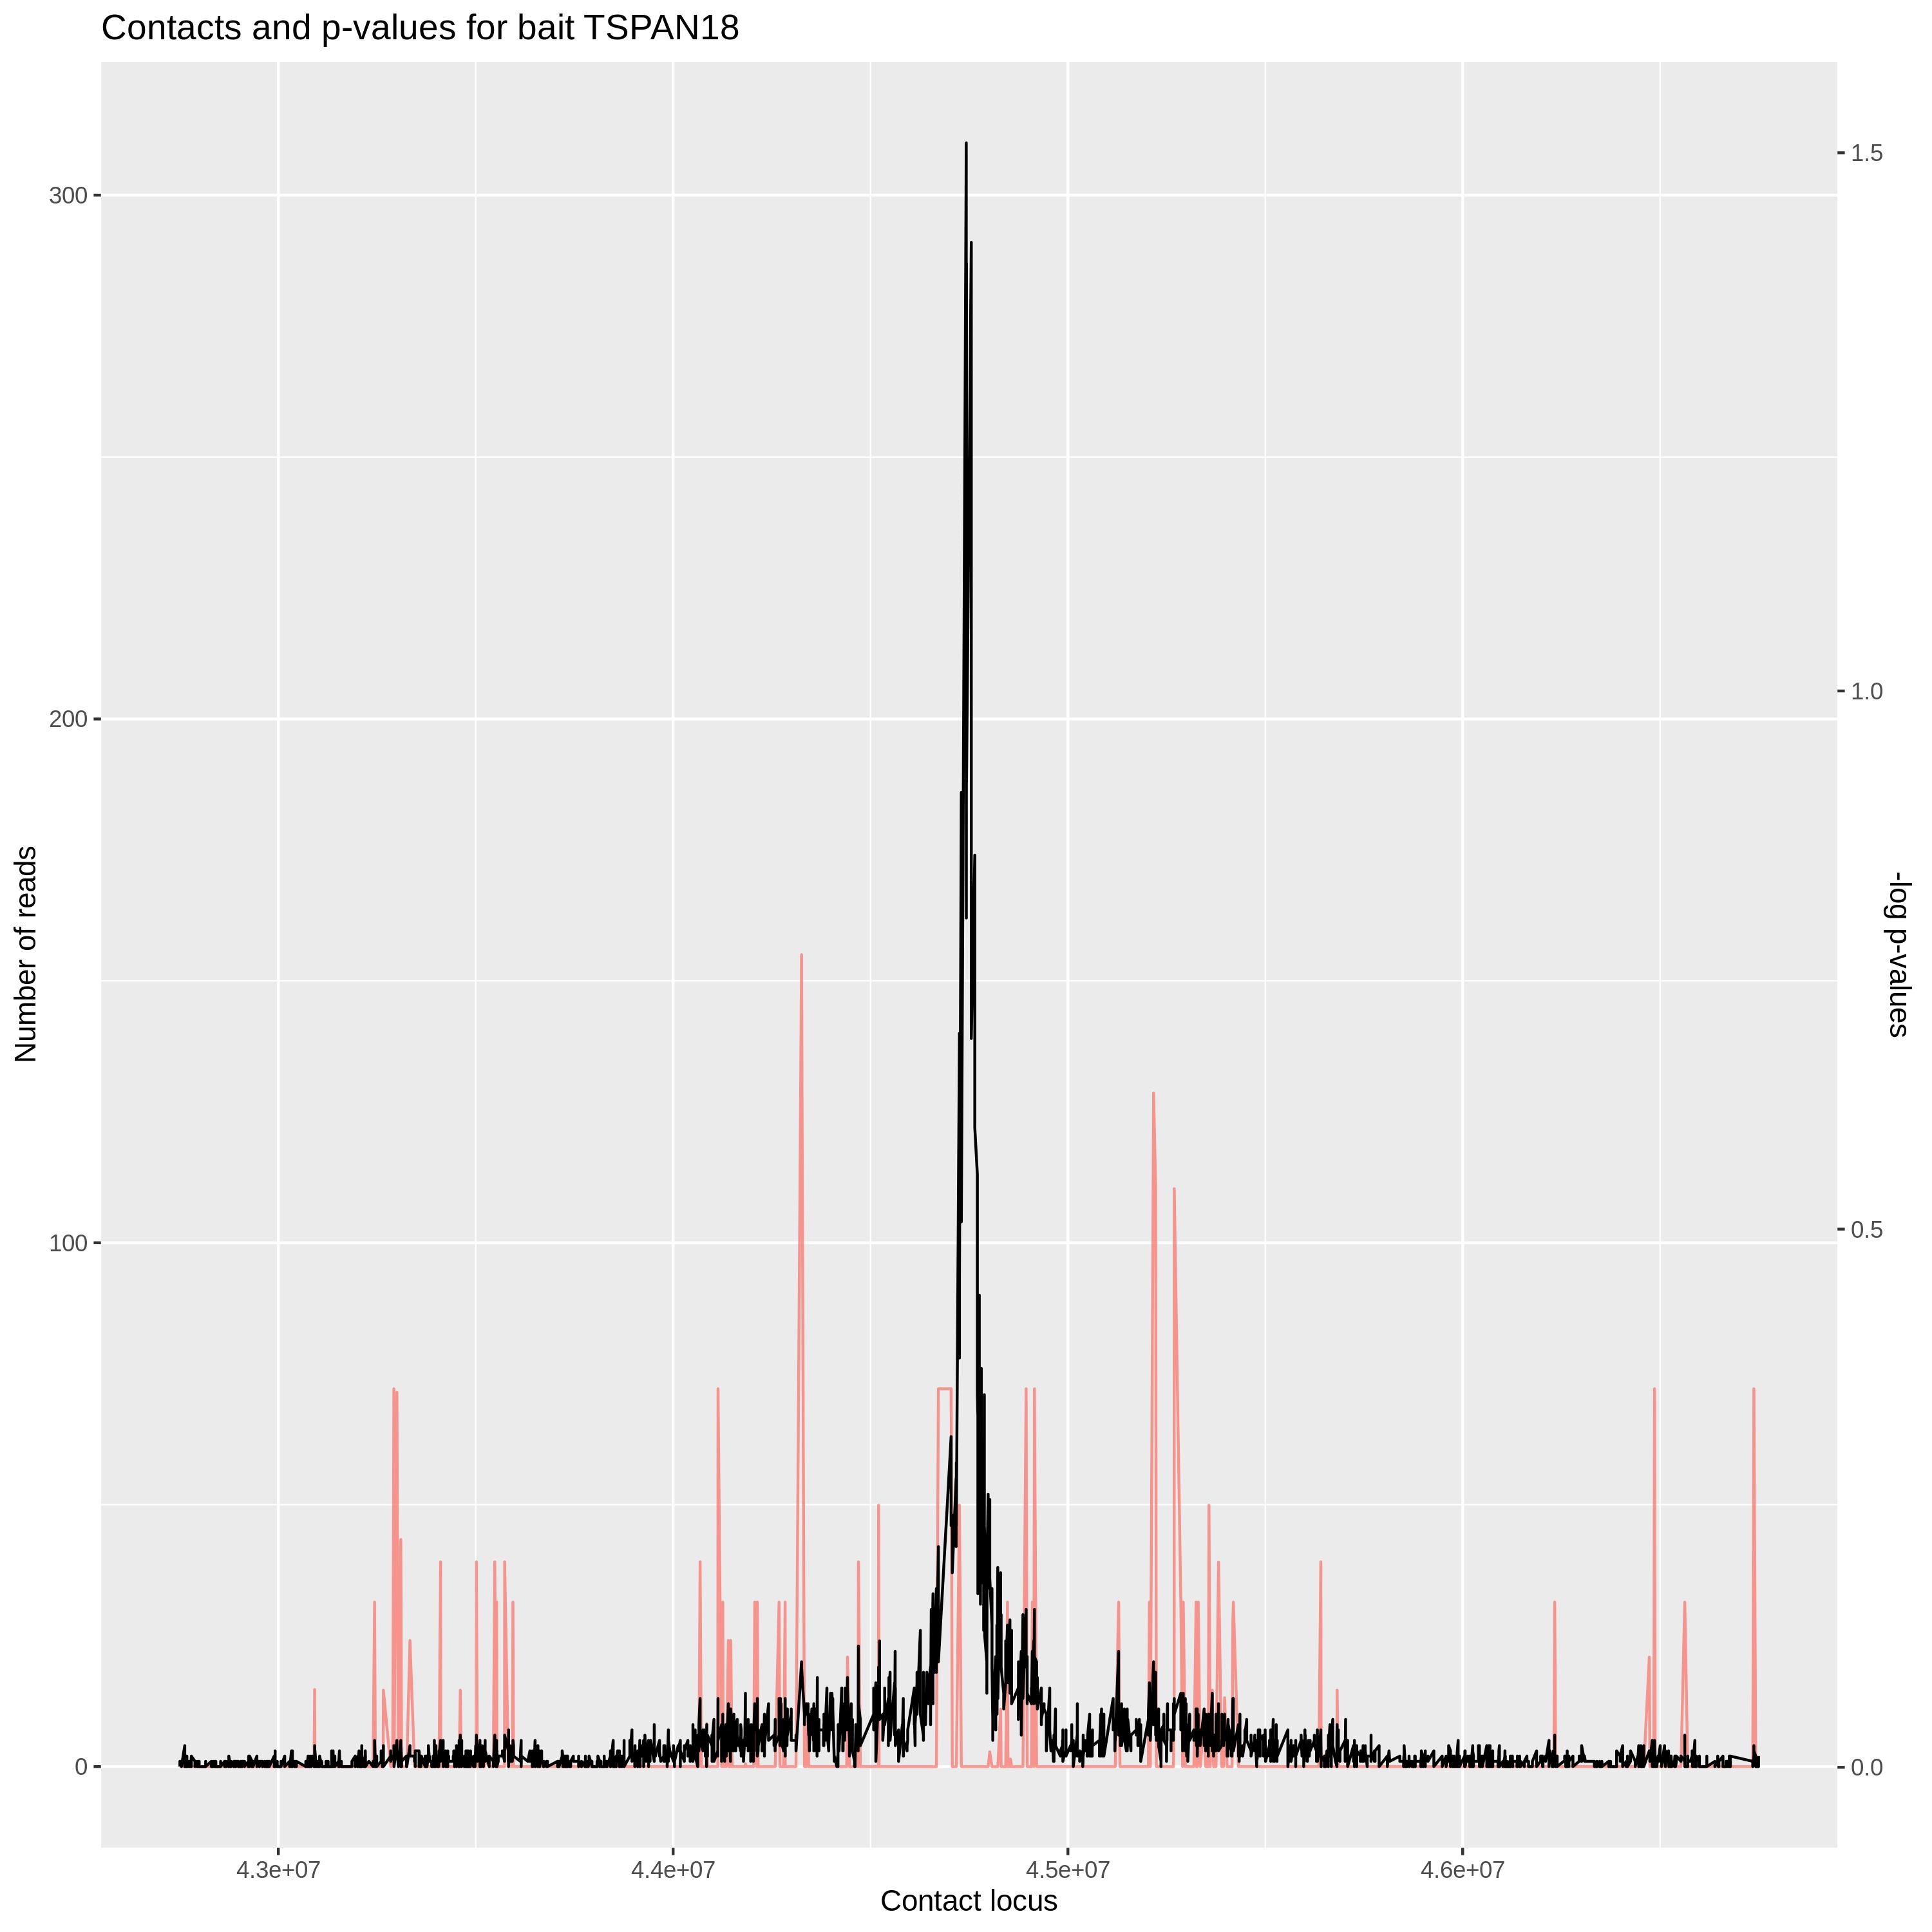 Contacts and p-values for bait TSPAN18
Number of reads
300
200
100
0
1.5
1.0
0.5
0.0
-log p-values
4.3e+07
4.4e+07
4.5e+07
4.6e+07
Contact locus